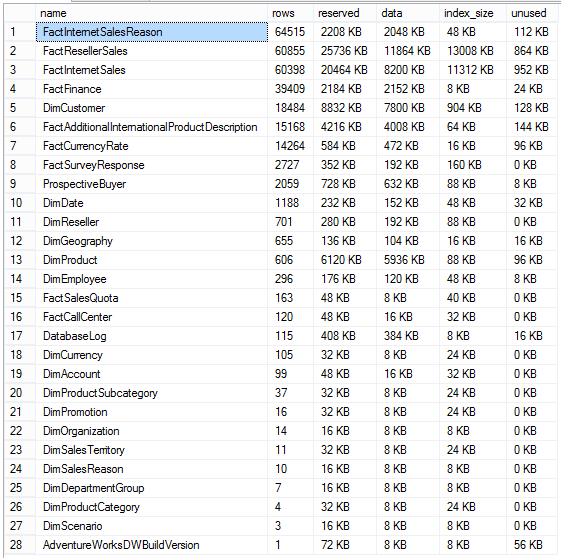 name rows reserved data index_size unused
1 FactInternetSalesReason 64515 2208 KB 2048 KB 48 KB 112 KB
2 FactResellerSales 60855 25736 KB 11864 KB 13008 KB 864 KB
3 FactInternetSales 60398 20464 KB 8200 KB 11312 KB 952 KB
4 FactFinance 39409 2184 KB 2152 KB 8 KB 24 KB
5 DimCustomer 18484 8832 KB 7800 KB 904 KB 128 KB
6 FactAdditionalInternationalProductDescription 15168 4216 KB 4008 KB 64 KB 144 KB
7 FactCurrencyRate 14264 584 KB 472 KB 16 KB 96 KB
8 FactSurveyResponse 2727 352 KB 192 KB 160 KB 0 KB
9 ProspectiveBuyer 2059 728 KB 632 KB 88 KB 8 KB
10 DimDate 1188 232 KB 152 KB 48 KB 32 KB
11 DimReseller 701 280 KB 192 KB 88 KB 0 KB
12 DimGeography 655 136 KB 104 KB 16 KB 16 KB
13 DimProduct 606 6120 KB 5936 KB 88 KB 96 KB
14 DimEmployee 296 176 KB 120 KB 48 KB 8 KB
15 FactSalesQuota 163 48 KB 8 KB 40 KB 0 KB
16 FactCallCenter 120 48 KB 16 KB 32 KB 0 KB
17 DatabaseLog 115 408 KB 384 KB 8 KB 16 KB
18 DimCurrency 105 32 KB 8 KB 24 KB 0 KB
19 DimAccount 99 48 KB 16 KB 32 KB 0 KB
20 DimProductSubcategory 37 32 KB 8 KB 24 KB 0 KB
21 DimPromotion 16 32 KB 8 KB 24 KB 0 KB
22 DimOrganization 14 16 KB 8 KB 8 KB 0 KB
23 DimSalesTerritory 11 32 KB 8 KB 24 KB 0 KB
24 DimSalesReason 10 16 KB 8 KB 8 KB 0 KB
25 DimDepartmentGroup 7 16 KB 8 KB 8 KB 0 KB
26 DimProductCategory 4 32 KB 8 KB 24 KB 0 KB
27 DimScenario 3 16 KB 8 KB 8 KB 0 KB
28 AdventureWorksDWBuildVersion 1 72 KB 8 KB 8 KB 56 KB